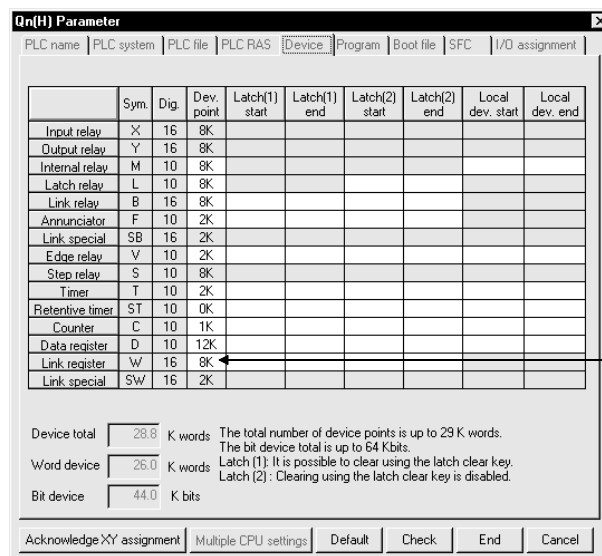 Qn(H) Parameter
PLC name PLC system PLC file PLC RAS Device Program Boot file SFC I/O assignment
Sym. Dig. Dev. point Latch(1) start Latch(1) end Latch(2) start Latch(2) end Local dev. start Local dev. end
Input relay X 16 8K
Output relay Y 16 8K
Internal relay M 10 8K
Latch relay L 10 8K
Link relay B 16 8K
Annunciator F 10 2K
Link special SB 16 2K
Edge relay V 10 2K
Step relay S 10 8K
Timer T 10 2K
Retentive timer ST 10 0K
Counter C 10 1K
Data register D 10 12K
Link register W 16 8K
Link special SW 16 2K
Device total 28.8 K words
Word device 26.0 K words
Bit device 44.0 K bits
The total number of device points is up to 29 K words.
The bit device total is up to 64 Kbits.
Latch (1): It is possible to clear using the latch clear key.
Latch (2) : Clearing using the latch clear key is disabled.
Acknowledge XY assignment Multiple CPU settings Default Check End Cancel